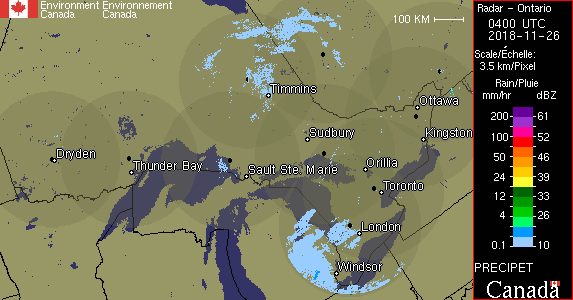 Environment Environnement
Canada Canada
100 KM
Timmins
Ottawa
Sudbury
Kingston
Dryden
Thunder Bay
Sault Ste. Marie
Orillia
Toronto
London
Windsor
Radar - Ontario
0400 UTC
2018-11-26
Scale/Échelle:
3.5 km/Pixel
Rain/Pluie
mm/hr dBZ
200 61
100 52
50 46
24 39
12 33
4 26
0.1 10
PRECIPET
Canada